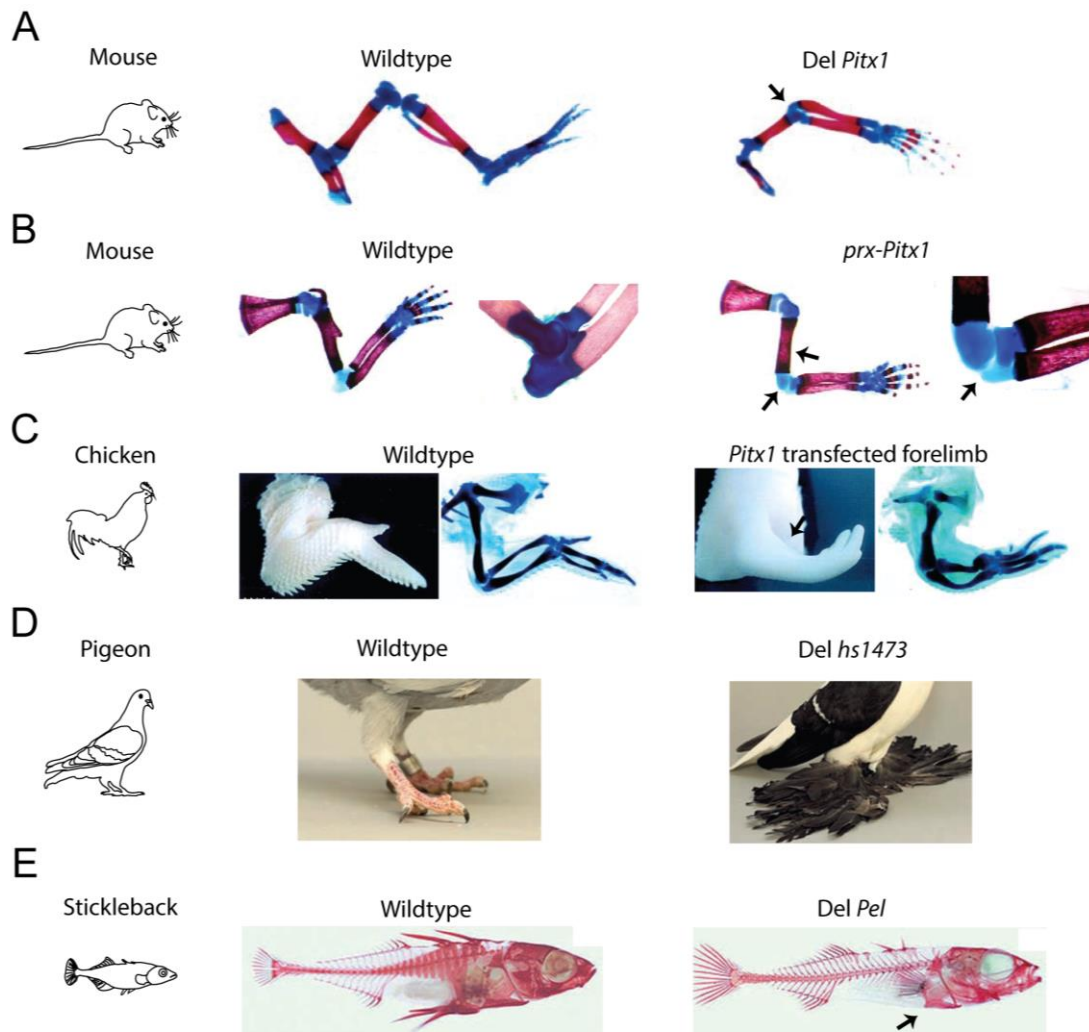 A
Mouse
Wildtype
Del Pitx1
B
Mouse
Wildtype
prx-Pitx1
C
Chicken
Wildtype
Pitx1 transfected forelimb
D
Pigeon
Wildtype
Del hs1473
E
Stickleback
Wildtype
Del Pel